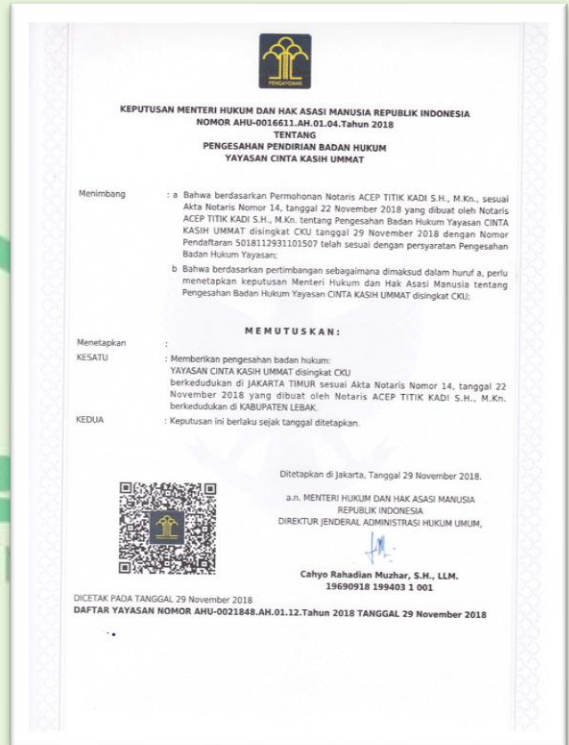 PENGAYOMAN
KEPUTUSAN MENTERI HUKUM DAN HAK ASASI MANUSIA REPUBLIK INDONESIA
NOMOR AHU-0016611.AH.01.04.Tahun 2018
TENTANG
PENGESAHAN PENDIRIAN BADAN HUKUM
YAYASAN CINTA KASIH UMMAT
Menimbang : a Bahwa berdasarkan Permohonan Notaris ACEP TITIK KADI S.H., M.Kn., sesuai
Akta Notaris Nomor 14, tanggal 22 November 2018 yang dibuat oleh Notaris
ACEP TITIK KADI S.H., M.Kn. tentang Pengesahan Badan Hukum Yayasan CINTA
KASIH UMMAT disingkat CKU tanggal 29 November 2018 dengan Nomor
Pendaftaran 5018112931101507 telah sesuai dengan persyaratan Pengesahan
Badan Hukum Yayasan;
b Bahwa berdasarkan pertimbangan sebagaimana dimaksud dalam huruf a, perlu
menetapkan keputusan Menteri Hukum dan Hak Asasi Manusia tentang
Pengesahan Badan Hukum Yayasan CINTA KASIH UMMAT disingkat CKU;
MEMUTUSKAN:
Menetapkan :
KESATU : Memberikan pengesahan badan hukum:
YAYASAN CINTA KASIH UMMAT disingkat CKU
berkedudukan di JAKARTA TIMUR sesuai Akta Notaris Nomor 14, tanggal 22
November 2018 yang dibuat oleh Notaris ACEP TITIK KADI S.H., M.Kn.
berkedudukan di KABUPATEN LEBAK.
KEDUA : Keputusan ini berlaku sejak tanggal ditetapkan.
Ditetapkan di Jakarta, Tanggal 29 November 2018.
a.n. MENTERI HUKUM DAN HAK ASASI MANUSIA
REPUBLIK INDONESIA
DIREKTUR JENDERAL ADMINISTRASI HUKUM UMUM,
Cahyo Rahadian Muzhar, S.H., LLM.
19690918 199403 1 001
DICETAK PADA TANGGAL 29 November 2018
DAFTAR YAYASAN NOMOR AHU-0021848.AH.01.12.Tahun 2018 TANGGAL 29 November 2018